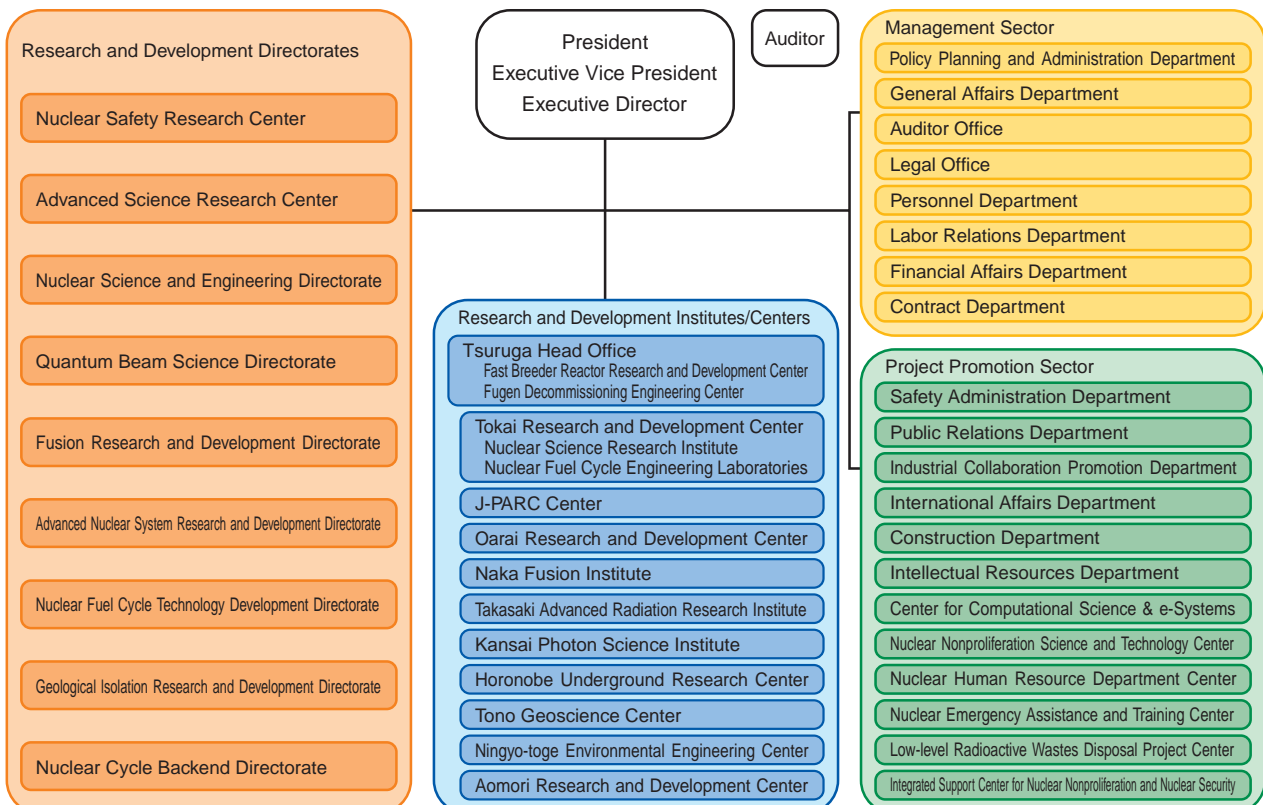 Research and Development Directorates
Nuclear Safety Research Center
Advanced Science Research Center
Nuclear Science and Engineering Directorate
Quantum Beam Science Directorate
Fusion Research and Development Directorate
Advanced Nuclear System Research and Development Directorate
Nuclear Fuel Cycle Technology Development Directorate
Geological Isolation Research and Development Directorate
Nuclear Cycle Backend Directorate
President
Executive Vice President
Executive Director
Auditor
Research and Development Institutes/Centers
Tsuruga Head Office
Fast Breeder Reactor Research and Development Center
Fugen Decommissioning Engineering Center
Tokai Research and Development Center
Nuclear Science Research Institute
Nuclear Fuel Cycle Engineering Laboratories
J-PARC Center
Oarai Research and Development Center
Naka Fusion Institute
Takasaki Advanced Radiation Research Institute
Kansai Photon Science Institute
Horonobe Underground Research Center
Tono Geoscience Center
Ningyo-toge Environmental Engineering Center
Aomori Research and Development Center
Management Sector
Policy Planning and Administration Department
General Affairs Department
Auditor Office
Legal Office
Personnel Department
Labor Relations Department
Financial Affairs Department
Contract Department
Project Promotion Sector
Safety Administration Department
Public Relations Department
Industrial Collaboration Promotion Department
International Affairs Department
Construction Department
Intellectual Resources Department
Center for Computational Science & e-Systems
Nuclear Nonproliferation Science and Technology Center
Nuclear Human Resource Department Center
Nuclear Emergency Assistance and Training Center
Low-level Radioactive Wastes Disposal Project Center
Integrated Support Center for Nuclear Nonproliferation and Nuclear Security